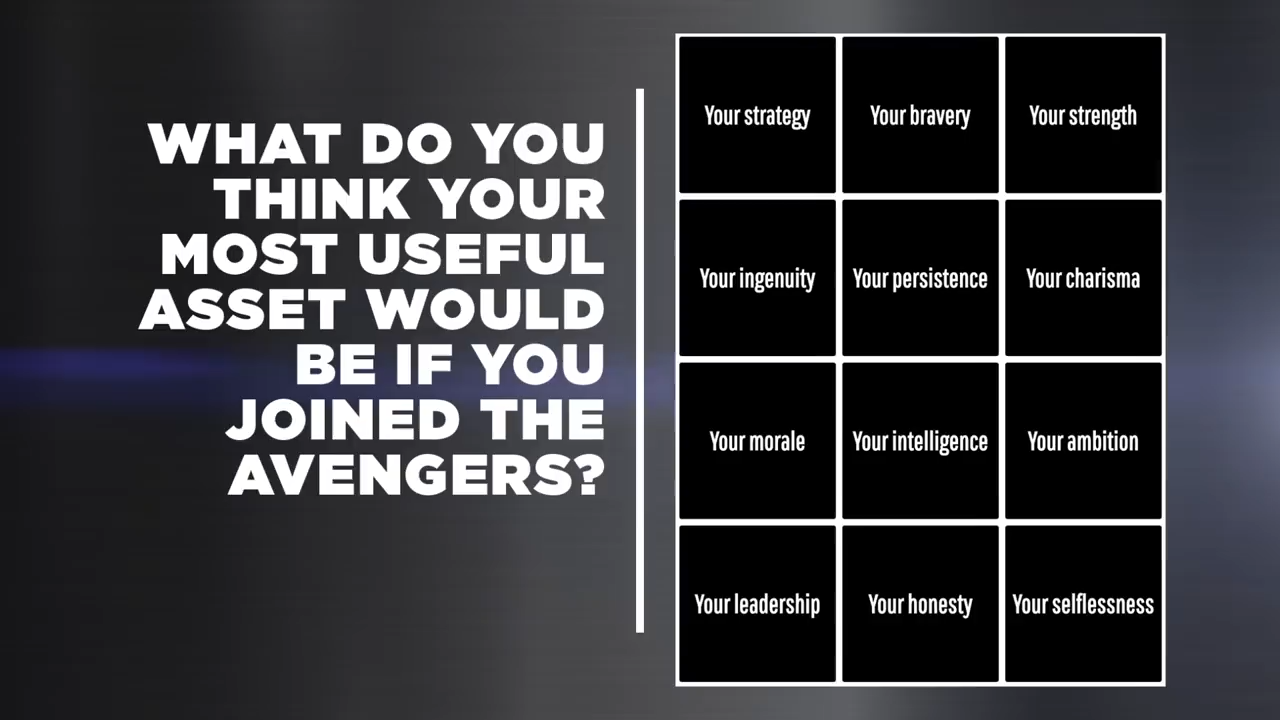 WHAT DO YOU
THINK YOUR
MOST USEFUL
ASSET WOULD
BE IF YOU
JOINED THE
AVENGERS?
Your strategy
Your bravery
Your strength
Your ingenuity
Your persistence
Your charisma
Your morale
Your intelligence
Your ambition
Your leadership
Your honesty
Your selflessness